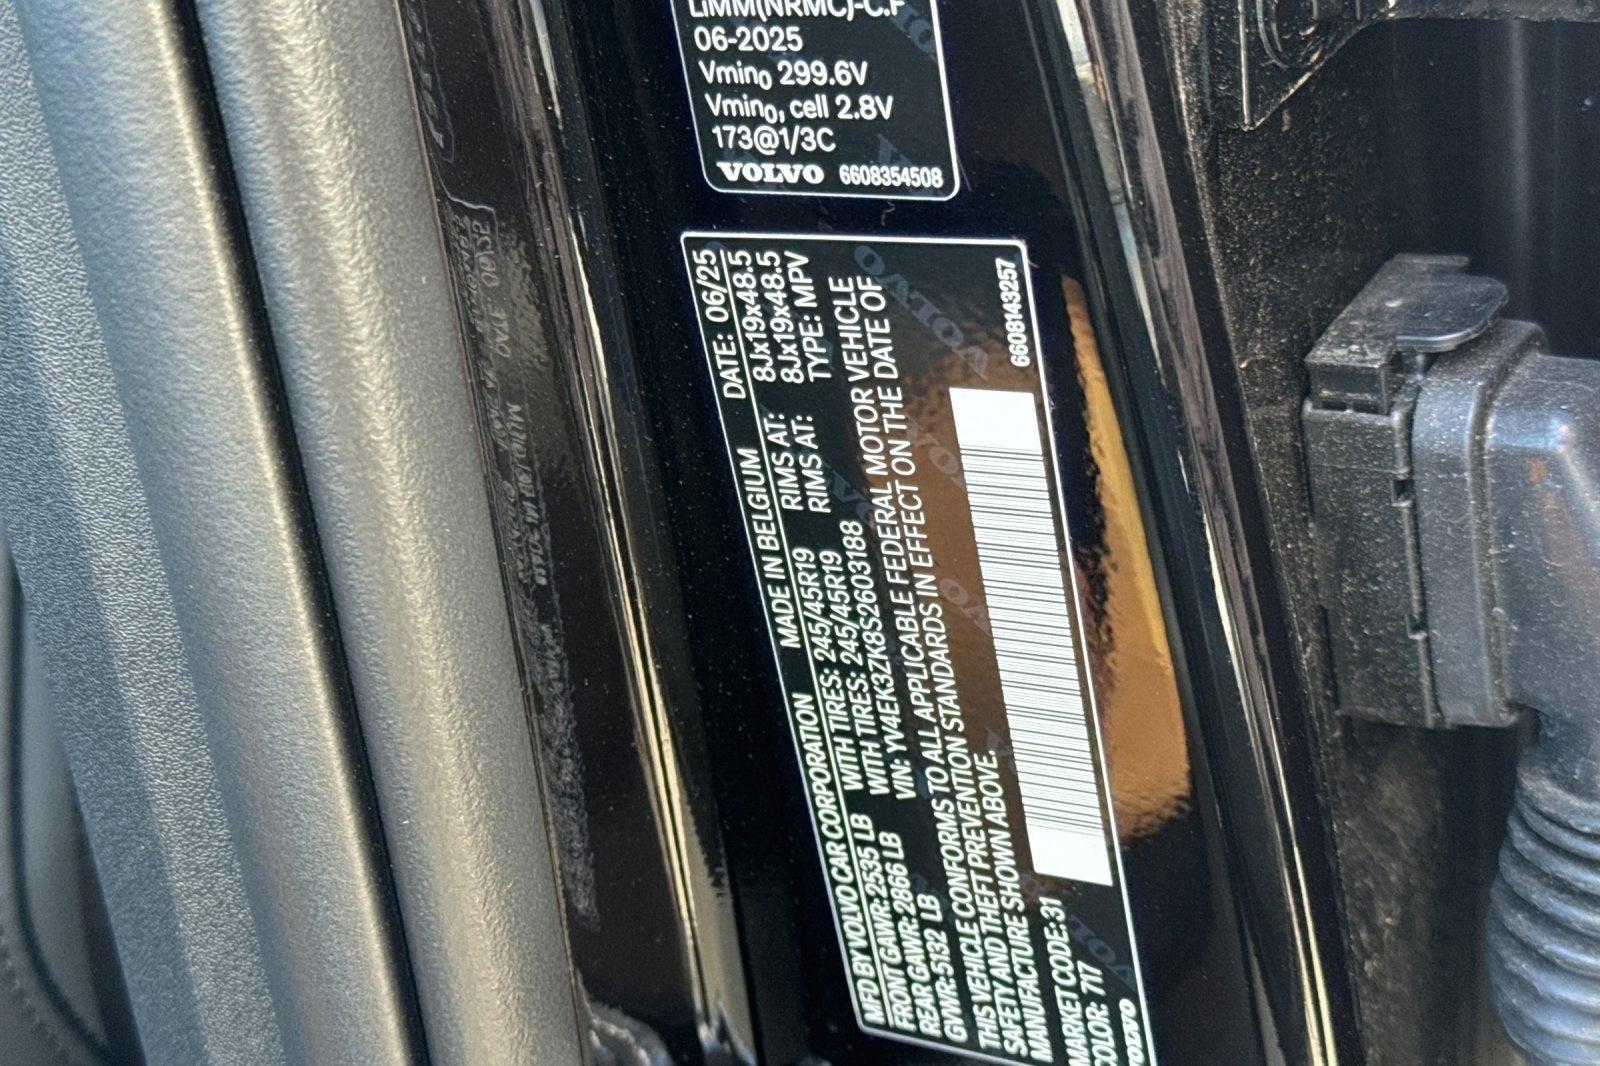 LiMM(NRMC)-C.F
06-2025
Vmin0 299.6V
Vmin0, cell 2.8V
173@1/3C
VOLVO 6608354508
MFD BY VOLVO CAR CORPORATION MADE IN BELGIUM DATE: 06/25
FRONT GAWR: 2535 LB WITH TIRES: 245/45R19 RIMS AT: 8Jx19x48.5
REAR GAWR: 2866 LB WITH TIRES: 245/45R19 RIMS AT: 8Jx19x48.5
GVWR: 5132 LB VIN: YV4EK3ZK8S2603188 TYPE: MPV
THIS VEHICLE CONFORMS TO ALL APPLICABLE FEDERAL MOTOR VEHICLE
SAFETY AND THEFT PREVENTION STANDARDS IN EFFECT ON THE DATE OF
MANUFACTURE SHOWN ABOVE.
MARKET CODE:31
COLOR: 717
VOLVO
6608143257